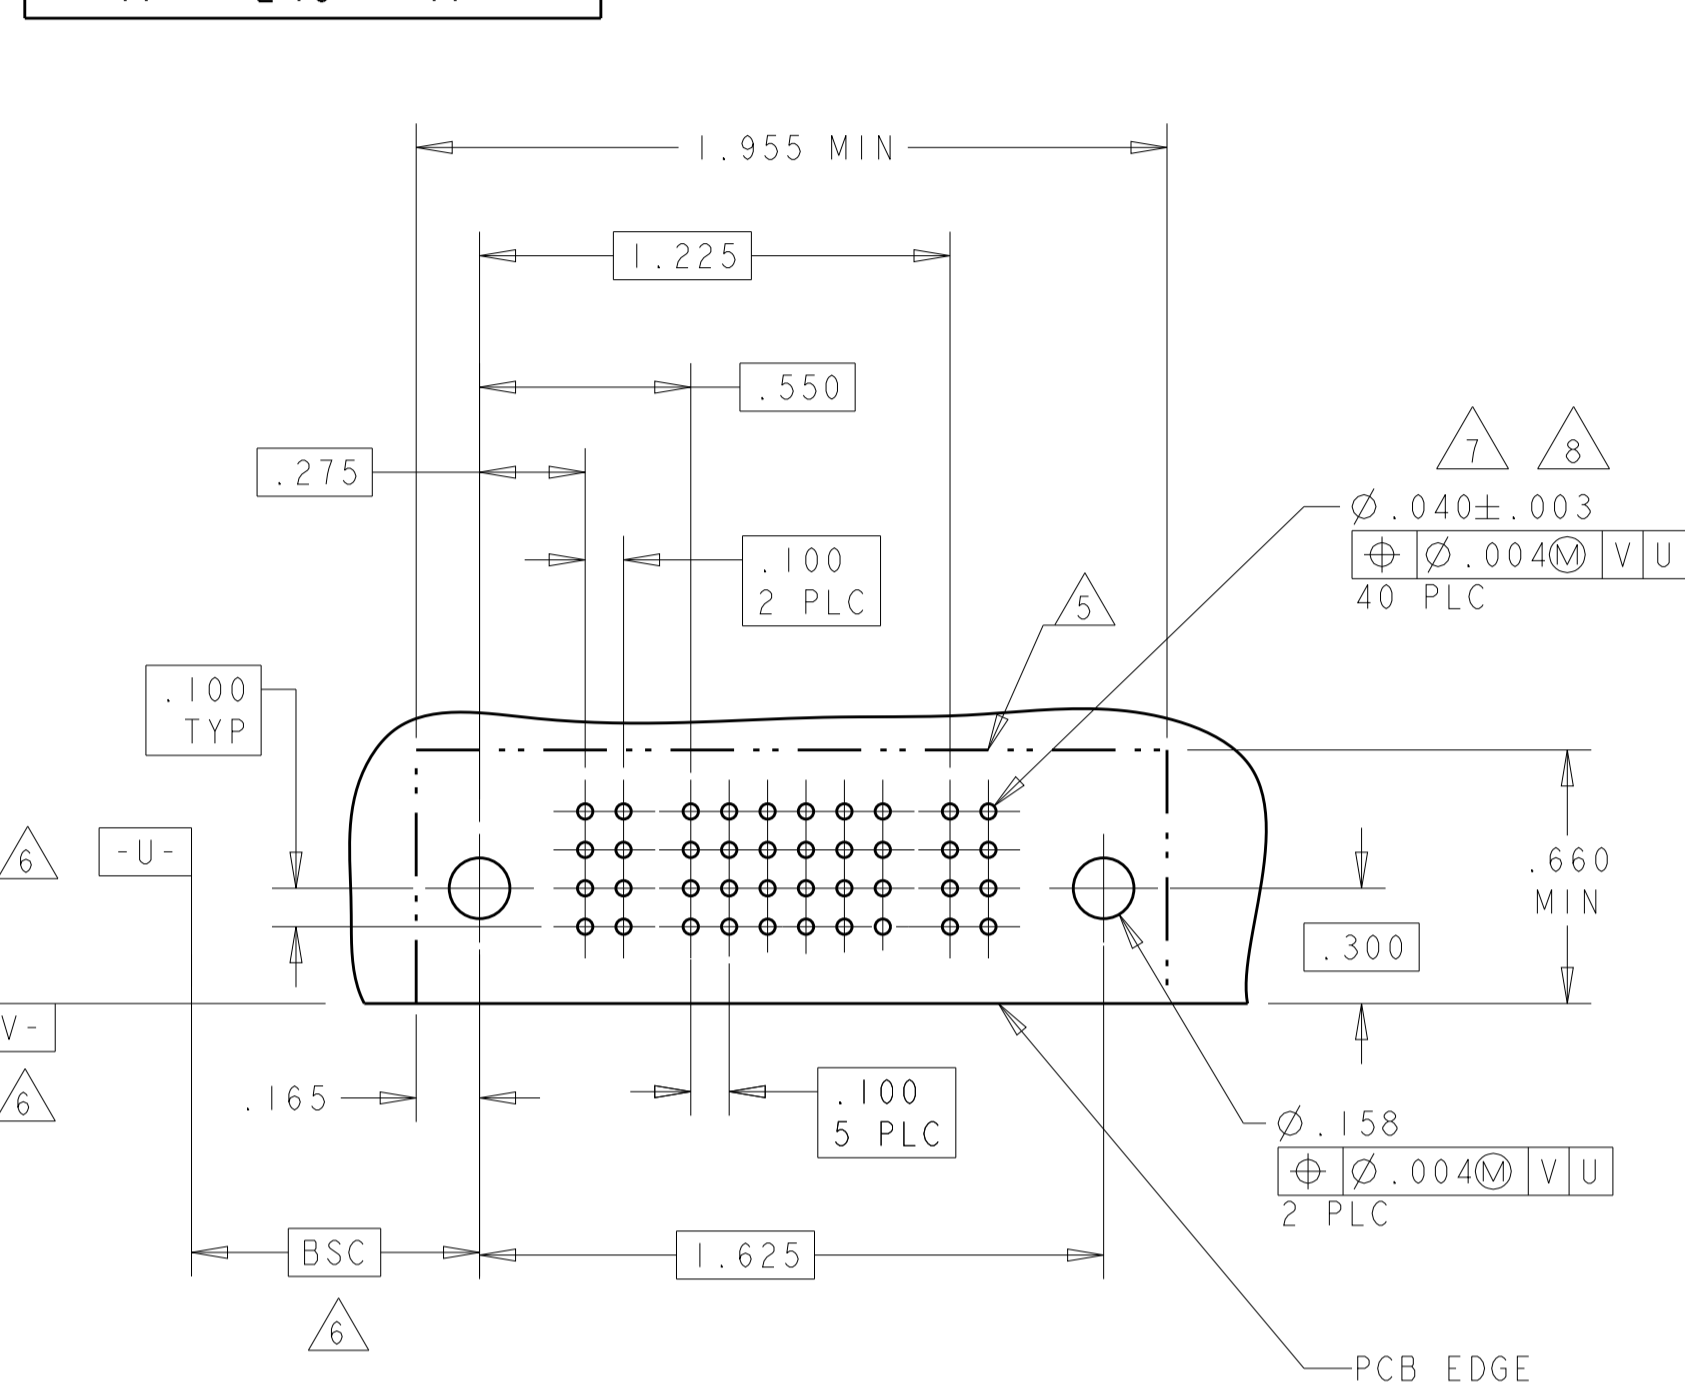 1.955 MIN
1.225
.550
.275
.100
2 PLC
7
8
Ø.040±.003
⌖ Ø.004Ⓜ V U
40 PLC
5
.100
TYP
6
-U-
.660
MIN
.300
V-
6
.165
.100
5 PLC
Ø.158
⌖ Ø.004Ⓜ V U
2 PLC
BSC
1.625
6
PCB EDGE